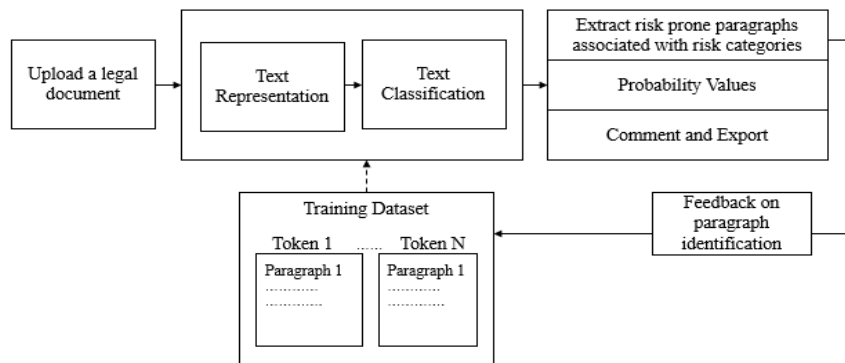 Upload a legal
document
Text
Representation
Text
Classification
Extract risk prone paragraphs
associated with risk categories
Probability Values
Comment and Export
Training Dataset
Token 1 ...... Token N
Paragraph 1
.............
..............
Paragraph 1
.............
..............
Feedback on
paragraph
identification